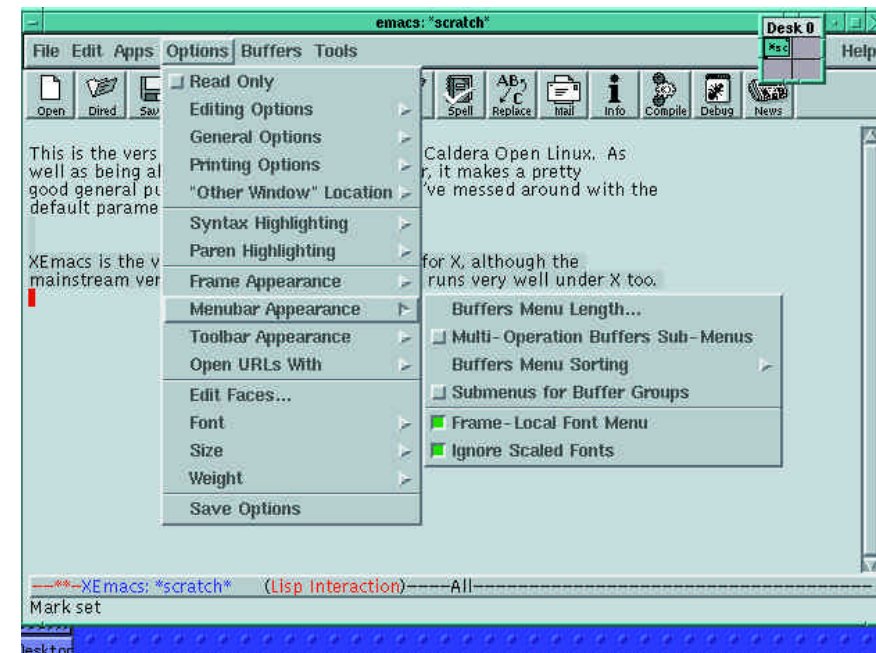 emacs: *scratch*
Desk 0
*sc
File Edit Apps Options Buffers Tools Help
Open Dired Sav Spell Replace Mail Info Compile Debug News
Read Only
Editing Options
General Options
Printing Options
"Other Window" Location
Syntax Highlighting
Paren Highlighting
Frame Appearance
Menubar Appearance
Toolbar Appearance
Open URLs With
Edit Faces...
Font
Size
Weight
Save Options
Buffers Menu Length...
Multi-Operation Buffers Sub-Menus
Buffers Menu Sorting
Submenus for Buffer Groups
Frame-Local Font Menu
Ignore Scaled Fonts
This is the vers Caldera Open Linux. As
well as being al r, it makes a pretty
good general pu 've messed around with the
default parame
XEmacs is the v for X, although the
mainstream ver runs very well under X too.
--**-XEmacs: *scratch* (Lisp Interaction)----All----
Mark set
Desktop